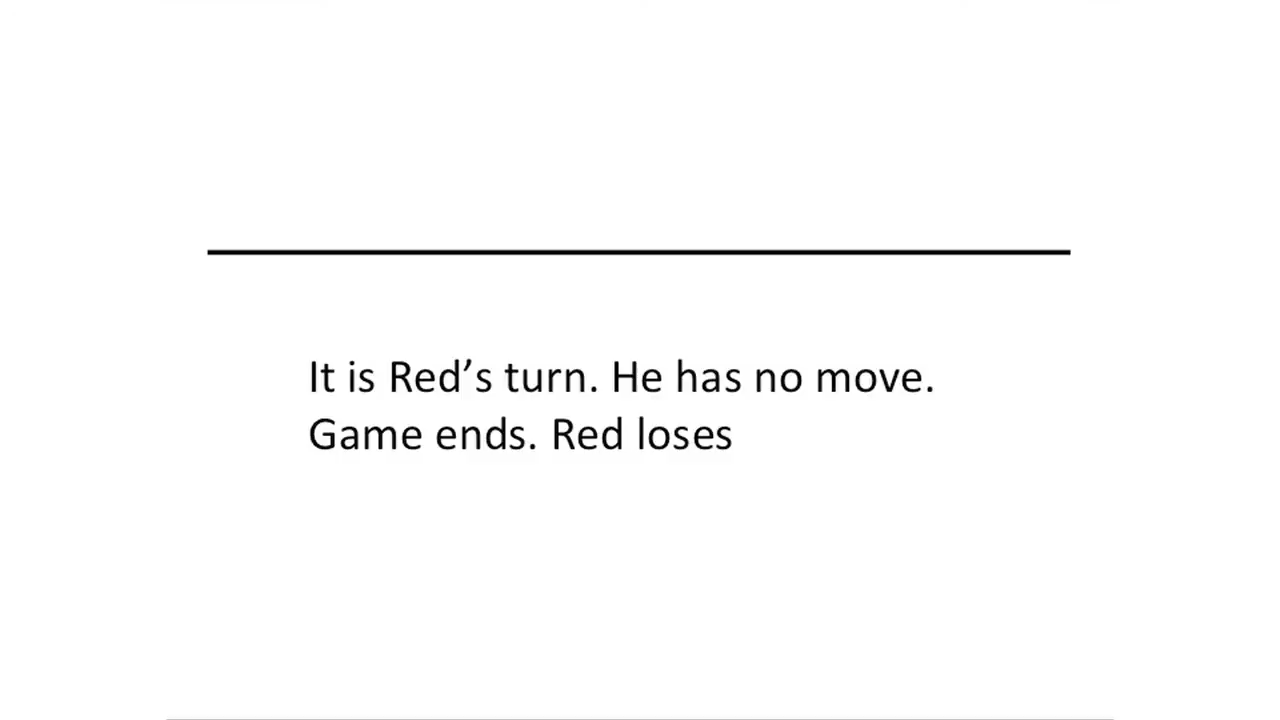 It is Red’s turn. He has no move.
Game ends. Red loses